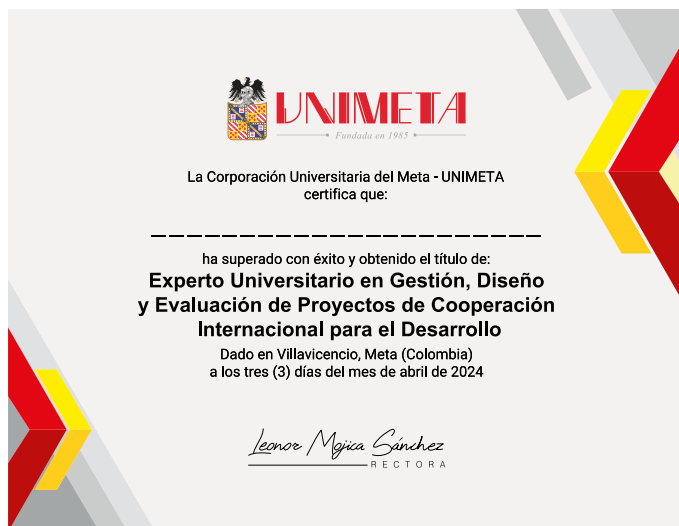 UNIMETA
Fundada en 1985
La Corporación Universitaria del Meta - UNIMETA
certifica que:
ha superado con éxito y obtenido el título de:
Experto Universitario en Gestión, Diseño
y Evaluación de Proyectos de Cooperación
Internacional para el Desarrollo
Dado en Villavicencio, Meta (Colombia)
a los tres (3) días del mes de abril de 2024
Leonor Mojica Sánchez
RECTORA